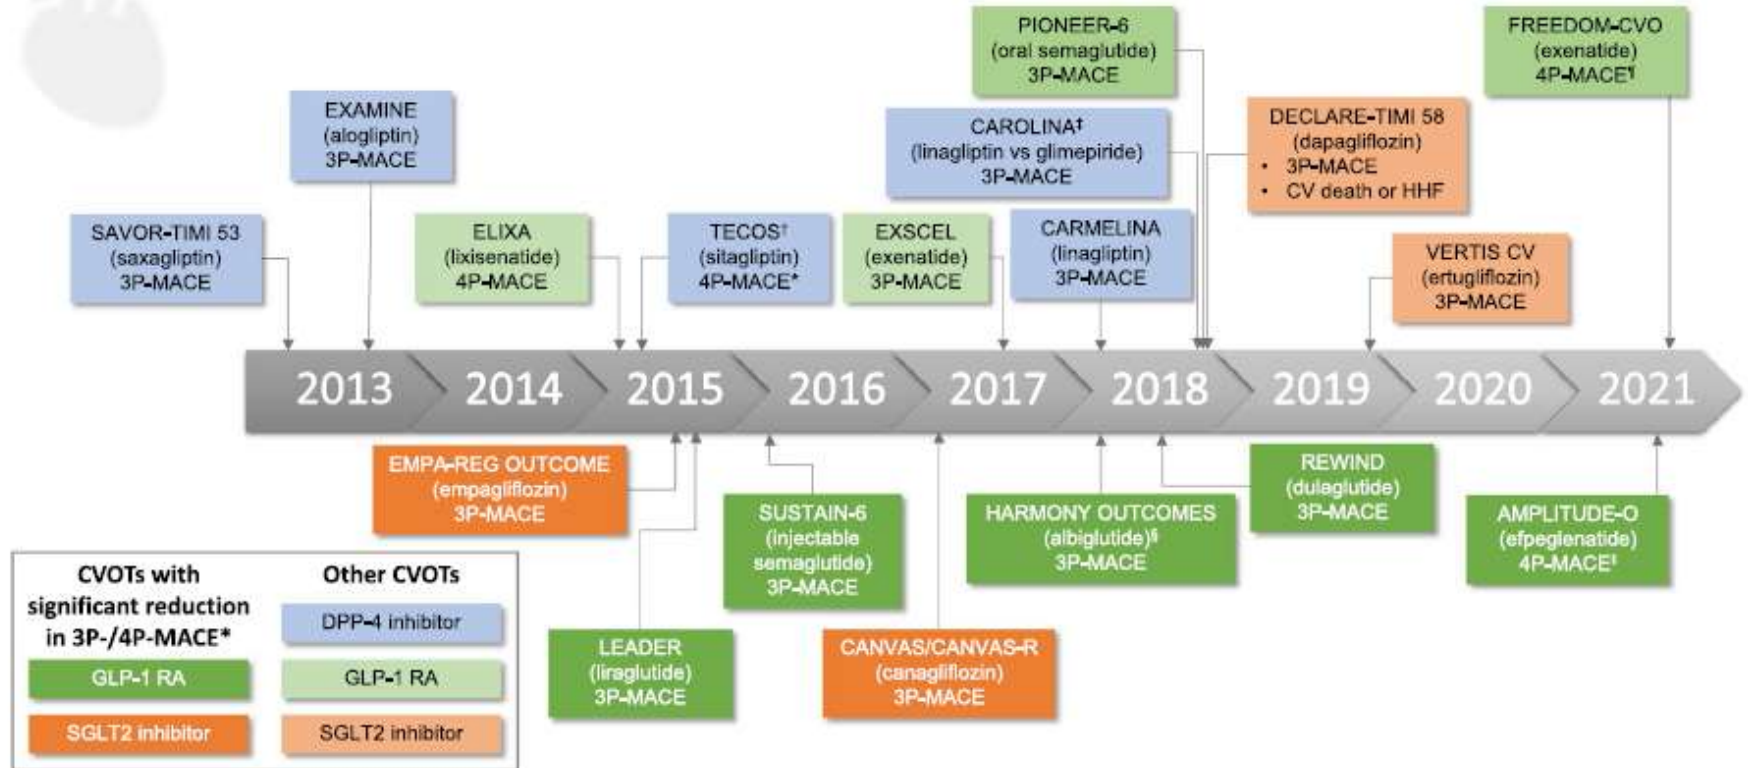 PIONEER-6
(oral semaglutide)
3P-MACE
FREEDOM-CVO
(exenatide)
4P-MACE¶
EXAMINE
(alogliptin)
3P-MACE
CAROLINA‡
(linagliptin vs glimepiride)
3P-MACE
DECLARE-TIMI 58
(dapagliflozin)
• 3P-MACE
• CV death or HHF
SAVOR-TIMI 53
(saxagliptin)
3P-MACE
ELIXA
(lixisenatide)
4P-MACE
TECOS†
(sitagliptin)
4P-MACE*
EXSCEL
(exenatide)
3P-MACE
CARMELINA
(linagliptin)
3P-MACE
VERTIS CV
(ertugliflozin)
3P-MACE
2013 2014 2015 2016 2017 2018 2019 2020 2021
EMPA-REG OUTCOME
(empagliflozin)
3P-MACE
SUSTAIN-6
(injectable
semaglutide)
3P-MACE
HARMONY OUTCOMES
(albiglutide)§
3P-MACE
REWIND
(dulaglutide)
3P-MACE
AMPLITUDE-O
(efpeglenatide)
4P-MACE
LEADER
(liraglutide)
3P-MACE
CANVAS/CANVAS-R
(canagliflozin)
3P-MACE
CVOTs with
significant reduction
in 3P-/4P-MACE*
GLP-1 RA
SGLT2 inhibitor
Other CVOTs
DPP-4 inhibitor
GLP-1 RA
SGLT2 inhibitor